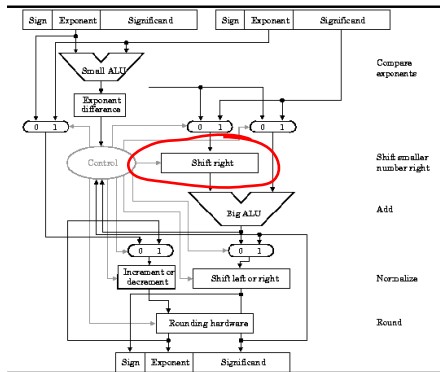 Sign Exponent Significand Sign Exponent Significand
Compare
exponents
Small ALU
Exponent
difference
0 1 0 1 0 1
Control
Shift right
Shift smaller
number right
Big ALU
Add
0 1 0 1
Increment or
decrement
Shift left or right
Normalize
Rounding hardware
Round
Sign Exponent Significand